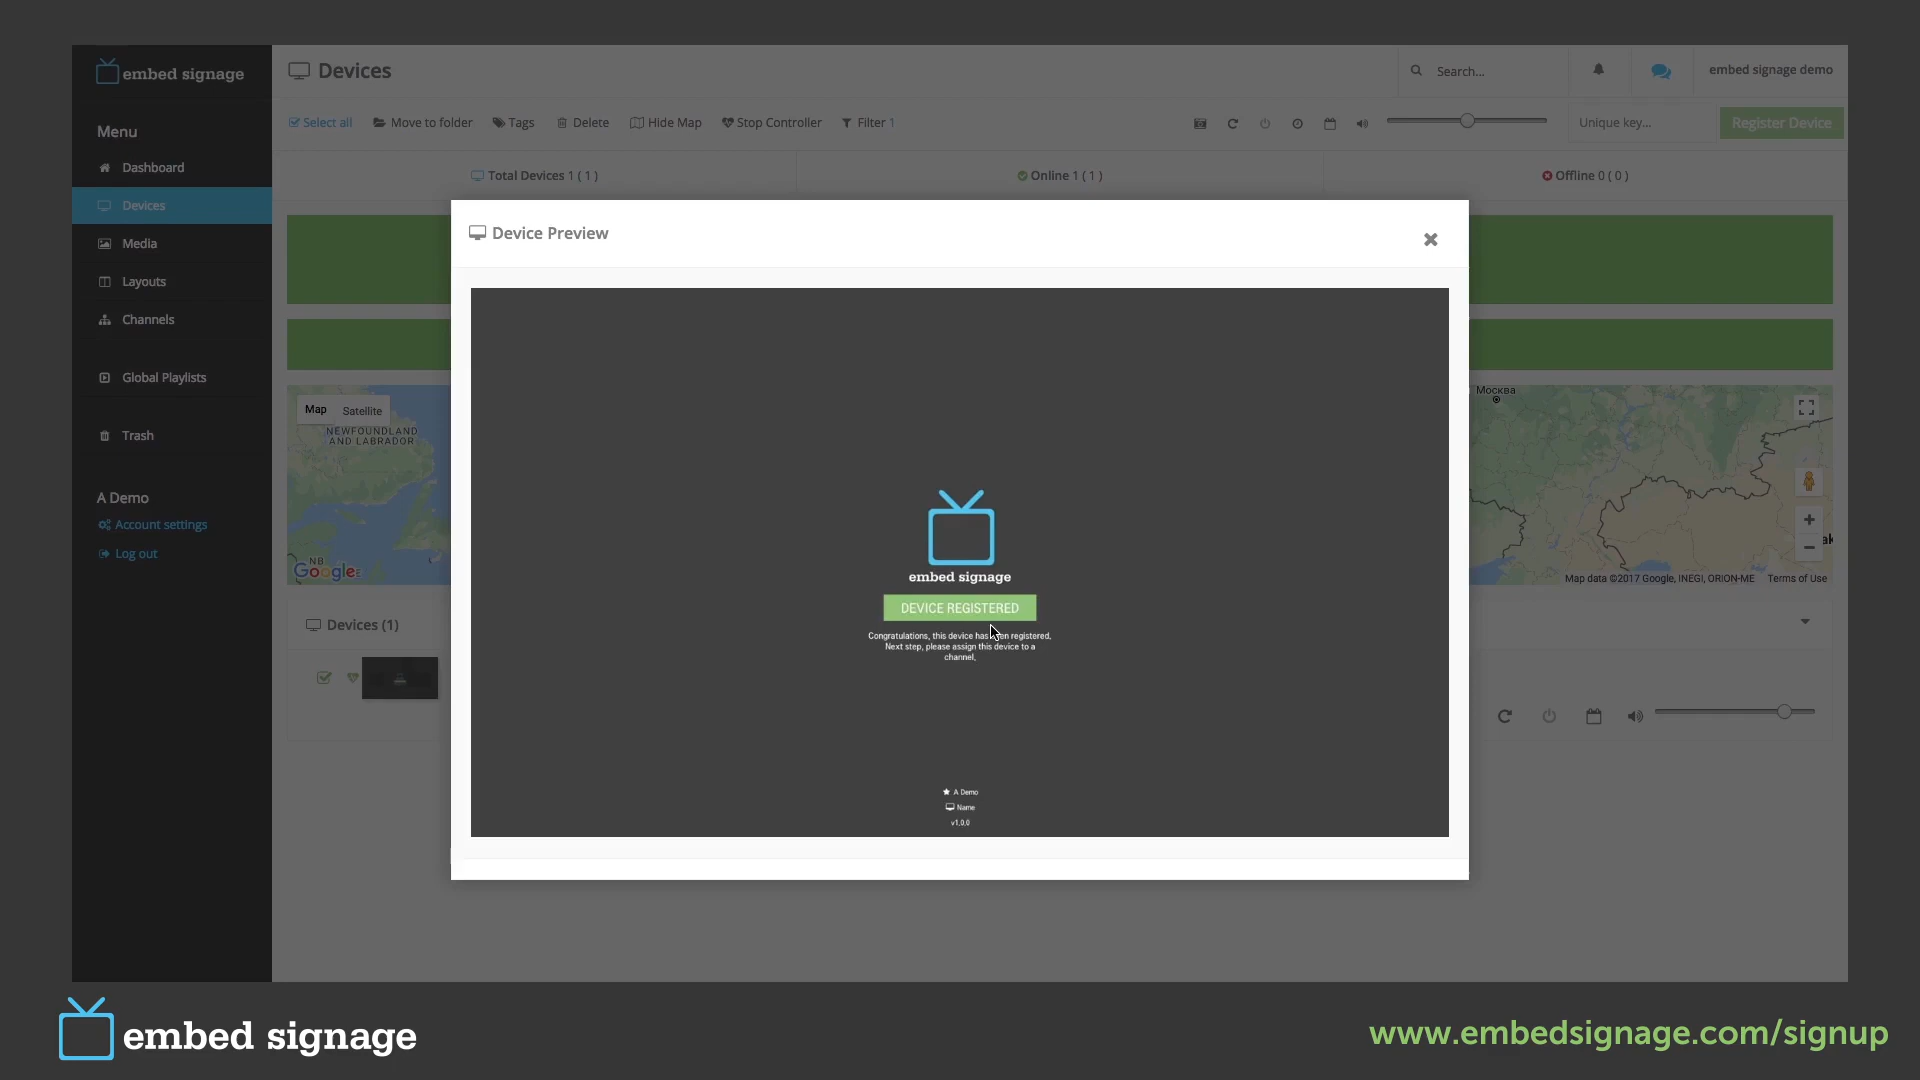 embed signage
Devices
Search...
embed signage demo
Select all
Move to folder
Tags
Delete
Hide Map
Stop Controller
Filter 1
Unique key...
Register Device
Menu
Dashboard
Devices
Media
Layouts
Channels
Global Playlists
Trash
A Demo
Account settings
Log out
Total Devices 1 ( 1 )
Online 1 ( 1 )
Offline 0 ( 0 )
Device Preview
embed signage
DEVICE REGISTERED
Congratulations, this device has been registered.
Next step, please assign this device to a
channel.
A Demo
Name
v1.0.0
Map
Satellite
NEWFOUNDLAND
AND LABRADOR
NB
Google
Москва
Map data ©2017 Google, INEGI, ORION-ME
Terms of Use
Devices (1)
embed signage
www.embedsignage.com/signup